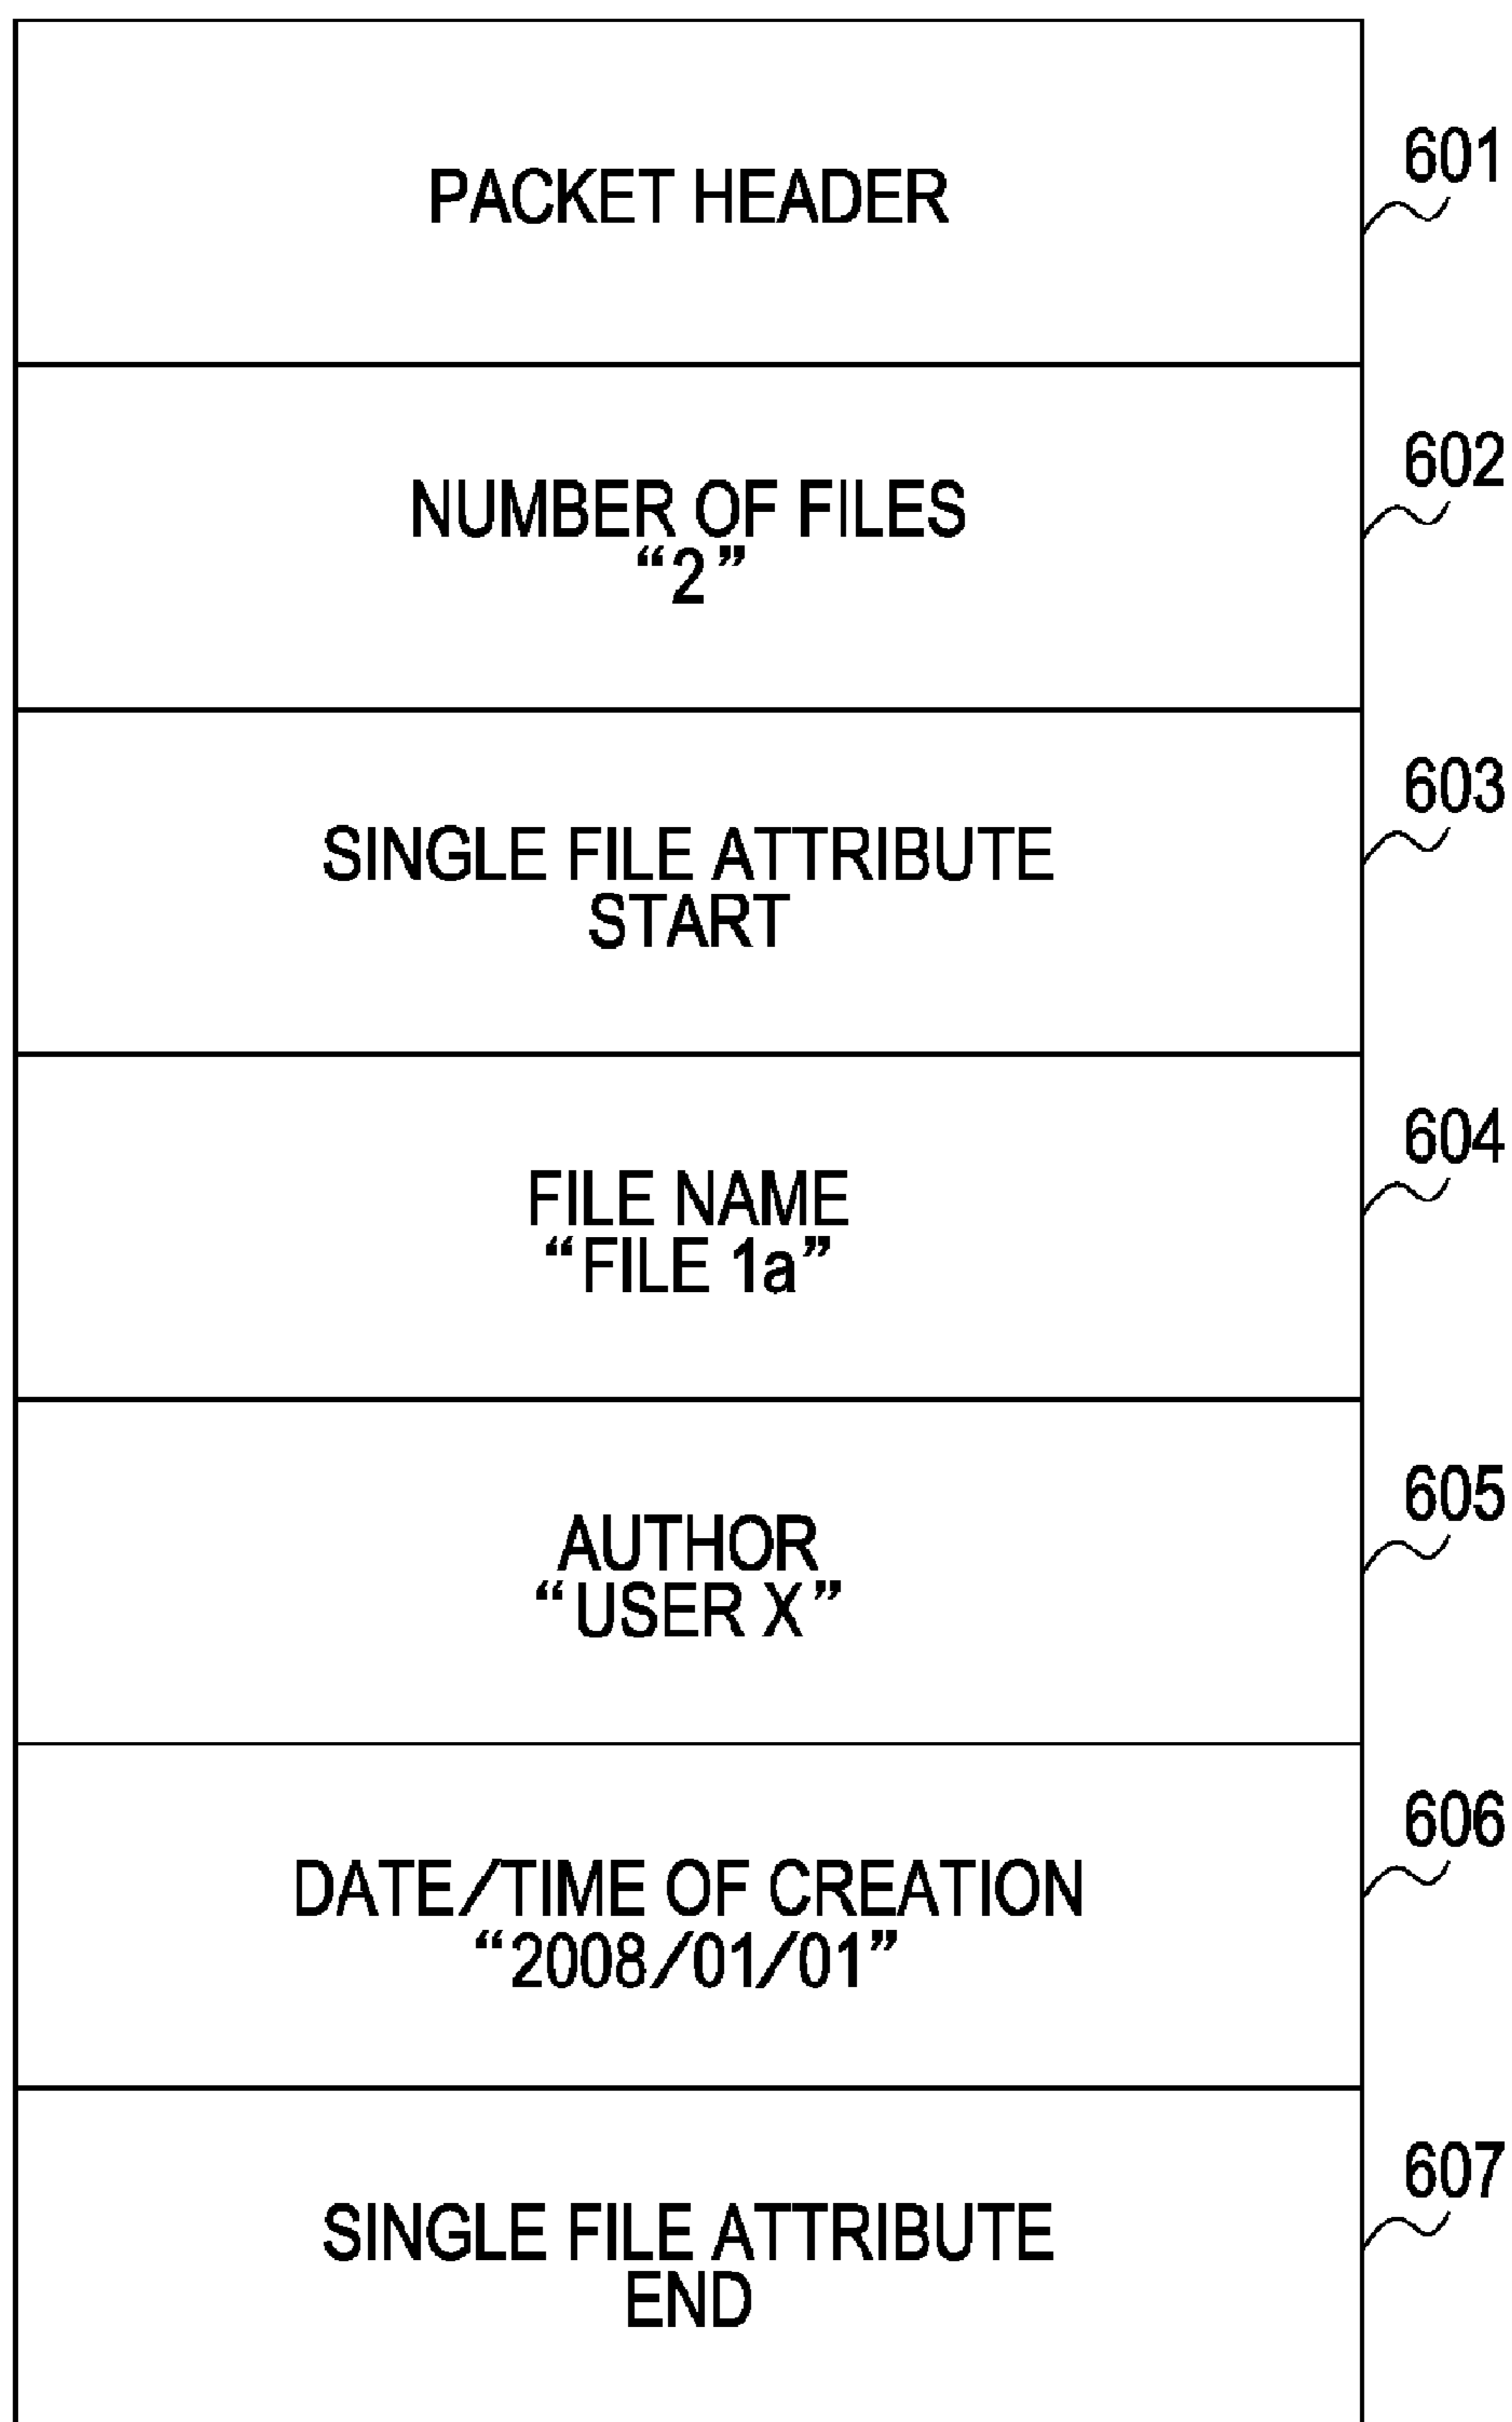 601
PACKET HEADER
602
NUMBER OF FILES
“2”
603
SINGLE FILE ATTRIBUTE
START
604
FILE NAME
“FILE 1a”
605
AUTHOR
“USER X”
606
DATE/TIME OF CREATION
“2008/01/01”
607
SINGLE FILE ATTRIBUTE
END